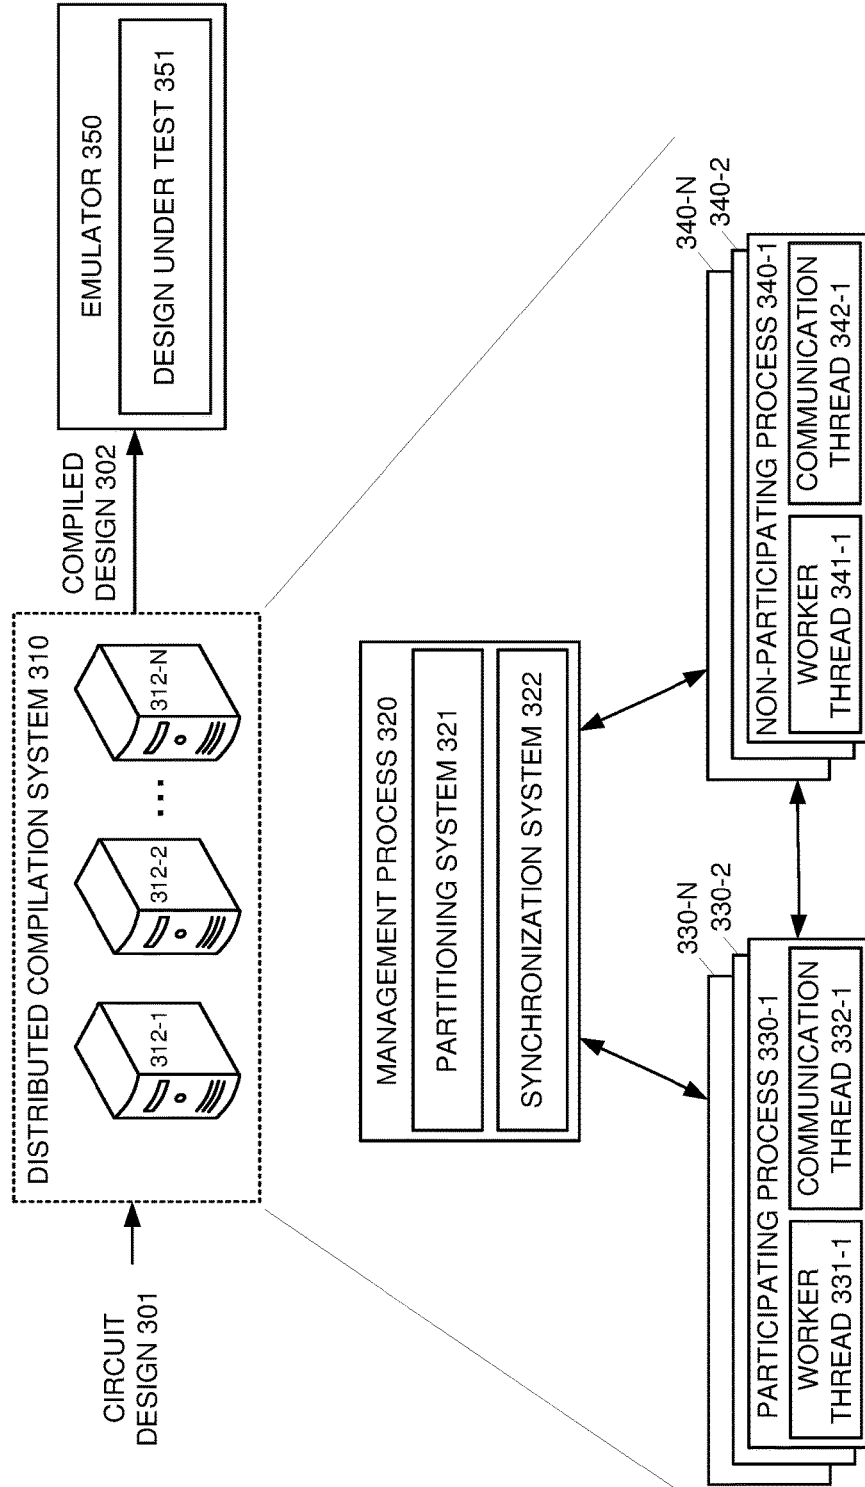 CIRCUIT
DESIGN 301
DISTRIBUTED COMPILATION SYSTEM 310
312-1
312-2
...
312-N
COMPILED
DESIGN 302
EMULATOR 350
DESIGN UNDER TEST 351
MANAGEMENT PROCESS 320
PARTITIONING SYSTEM 321
SYNCHRONIZATION SYSTEM 322
330-N
330-2
PARTICIPATING PROCESS 330-1
WORKER
THREAD 331-1
COMMUNICATION
THREAD 332-1
340-N
340-2
NON-PARTICIPATING PROCESS 340-1
WORKER
THREAD 341-1
COMMUNICATION
THREAD 342-1